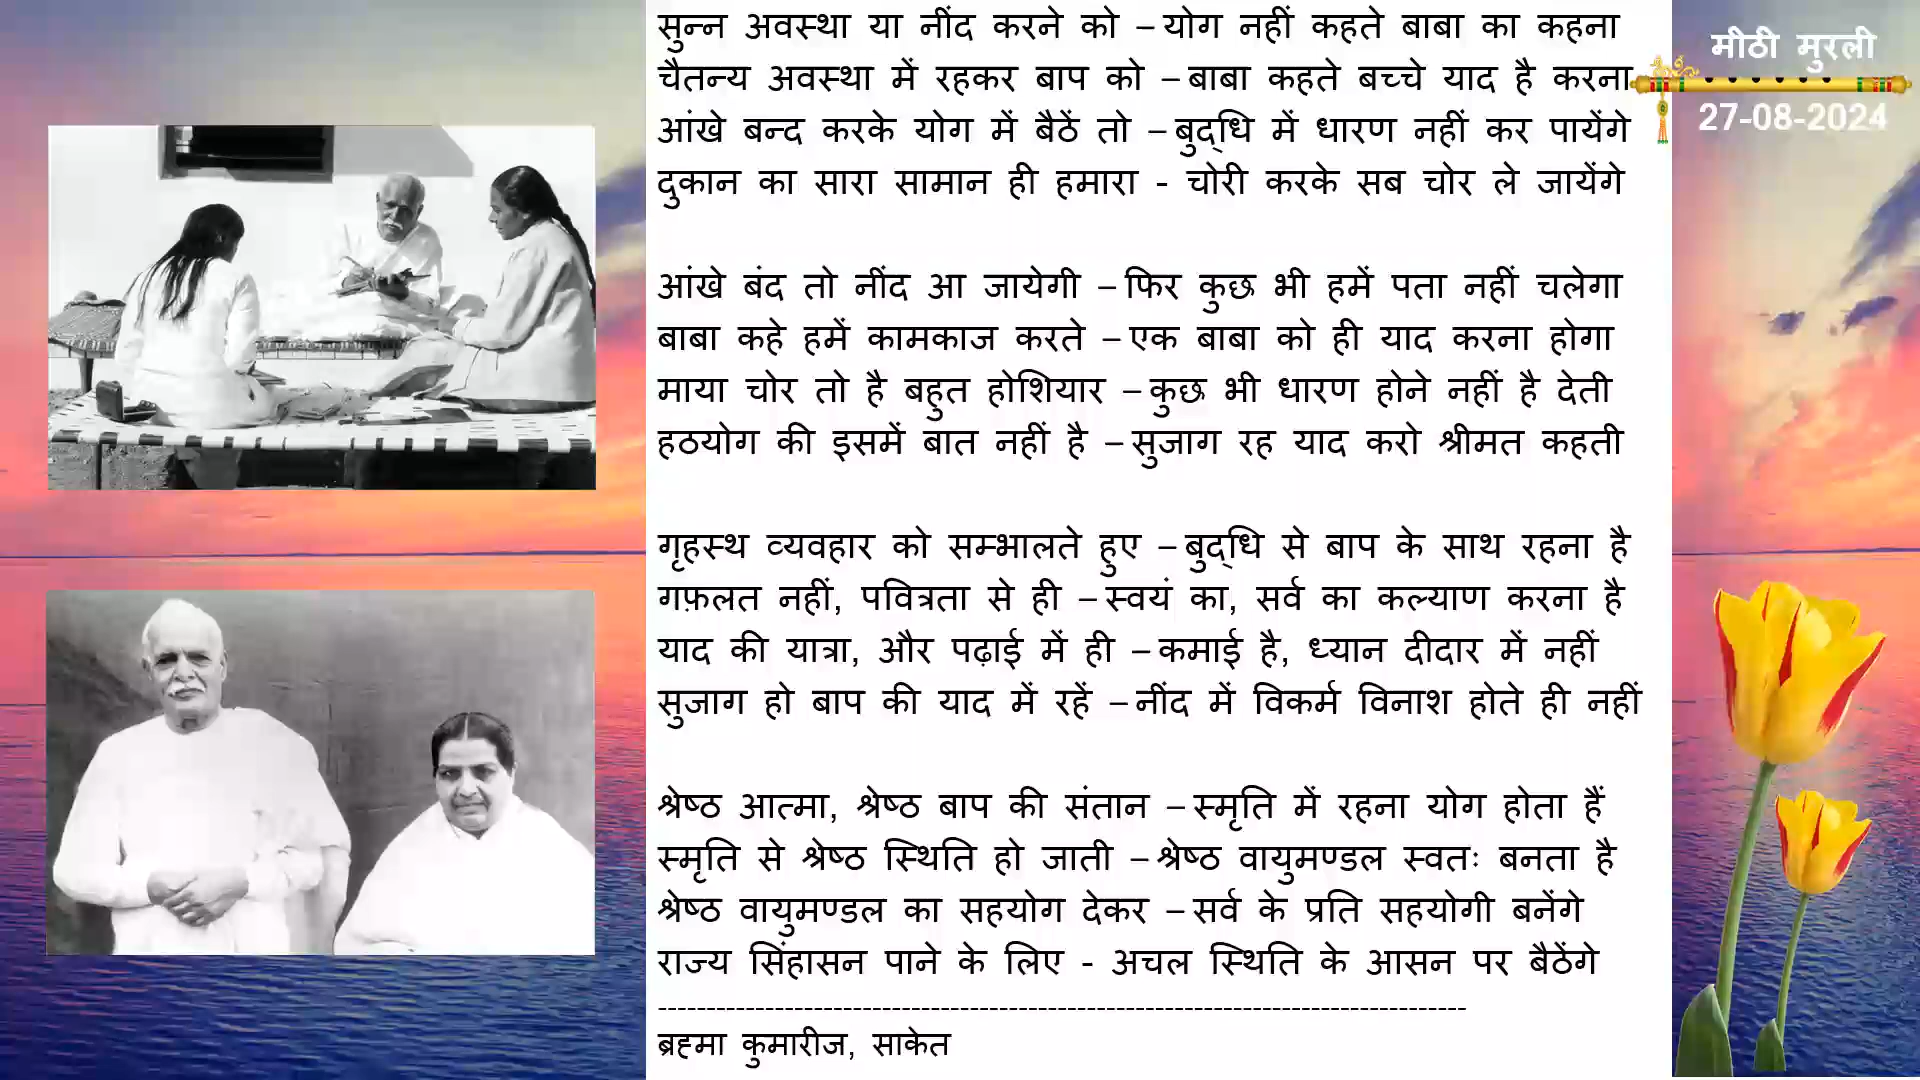 सुन्न अवस्था या नींद करने को – योग नहीं कहते बाबा का कहना
चैतन्य अवस्था में रहकर बाप को – बाबा कहते बच्चे याद है करना
आंखे बन्द करके योग में बैठें तो – बुद्धि में धारण नहीं कर पायेंगे
दुकान का सारा सामान ही हमारा - चोरी करके सब चोर ले जायेंगे
आंखे बंद तो नींद आ जायेगी – फिर कुछ भी हमें पता नहीं चलेगा
बाबा कहे हमें कामकाज करते – एक बाबा को ही याद करना होगा
माया चोर तो है बहुत होशियार – कुछ भी धारण होने नहीं है देती
हठयोग की इसमें बात नहीं है – सुजाग रह याद करो श्रीमत कहती
गृहस्थ व्यवहार को सम्भालते हुए – बुद्धि से बाप के साथ रहना है
गफ़लत नहीं, पवित्रता से ही – स्वयं का, सर्व का कल्याण करना है
याद की यात्रा, और पढ़ाई में ही – कमाई है, ध्यान दीदार में नहीं
सुजाग हो बाप की याद में रहें – नींद में विकर्म विनाश होते ही नहीं
श्रेष्ठ आत्मा, श्रेष्ठ बाप की संतान – स्मृति में रहना योग होता हैं
स्मृति से श्रेष्ठ स्थिति हो जाती – श्रेष्ठ वायुमण्डल स्वतः बनता है
श्रेष्ठ वायुमण्डल का सहयोग देकर – सर्व के प्रति सहयोगी बनेंगे
राज्य सिंहासन पाने के लिए - अचल स्थिति के आसन पर बैठेंगे
-----------------------------------------------------------------------------------
ब्रह्मा कुमारीज, साकेत
मीठी मुरली
27-08-2024